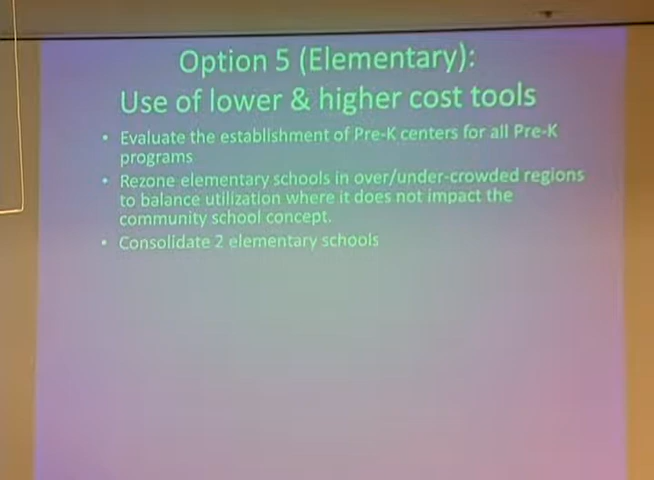 Option 5 (Elementary):
Use of lower & higher cost tools
• Evaluate the establishment of Pre-K centers for all Pre-K
programs
• Rezone elementary schools in over/under-crowded regions
to balance utilization where it does not impact the
community school concept.
• Consolidate 2 elementary schools